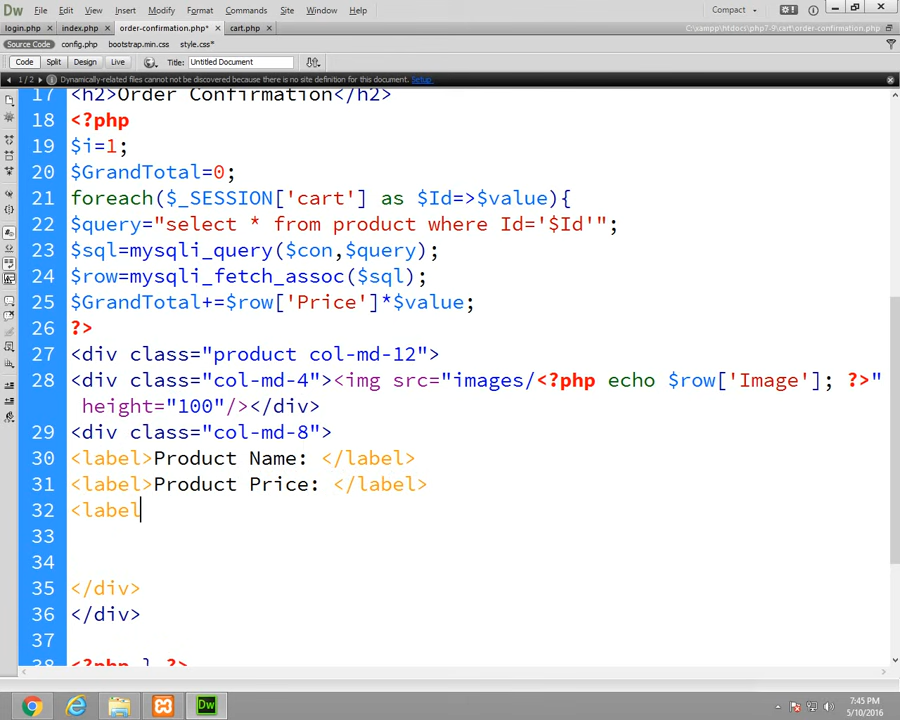 Dw File Edit View Insert Modify Format Commands Site Window Help Compact
login.php × index.php × order-confirmation.php* × cart.php × C:\xampp\htdocs\php7-9\cart\order-confirmation.php
Source Code config.php bootstrap.min.css style.css*
Code Split Design Live Title: Untitled Document
1 / 2 Dynamically-related files cannot not be discovered because there is no site definition for this document. Setup
17 <h2>Order Confirmation</h2>
18 <?php
19 $i=1;
20 $GrandTotal=0;
21 foreach($_SESSION['cart'] as $Id=>$value){
22 $query="select * from product where Id='$Id'";
23 $sql=mysqli_query($con,$query);
24 $row=mysqli_fetch_assoc($sql);
25 $GrandTotal+=$row['Price']*$value;
26 ?>
27 <div class="product col-md-12">
28 <div class="col-md-4"><img src="images/<?php echo $row['Image']; ?>"
height="100"/></div>
29 <div class="col-md-8">
30 <label>Product Name: </label>
31 <label>Product Price: </label>
32 <label
33
34
35 </div>
36 </div>
37
38 <?php } ?>
Dw
7:45 PM
5/10/2016